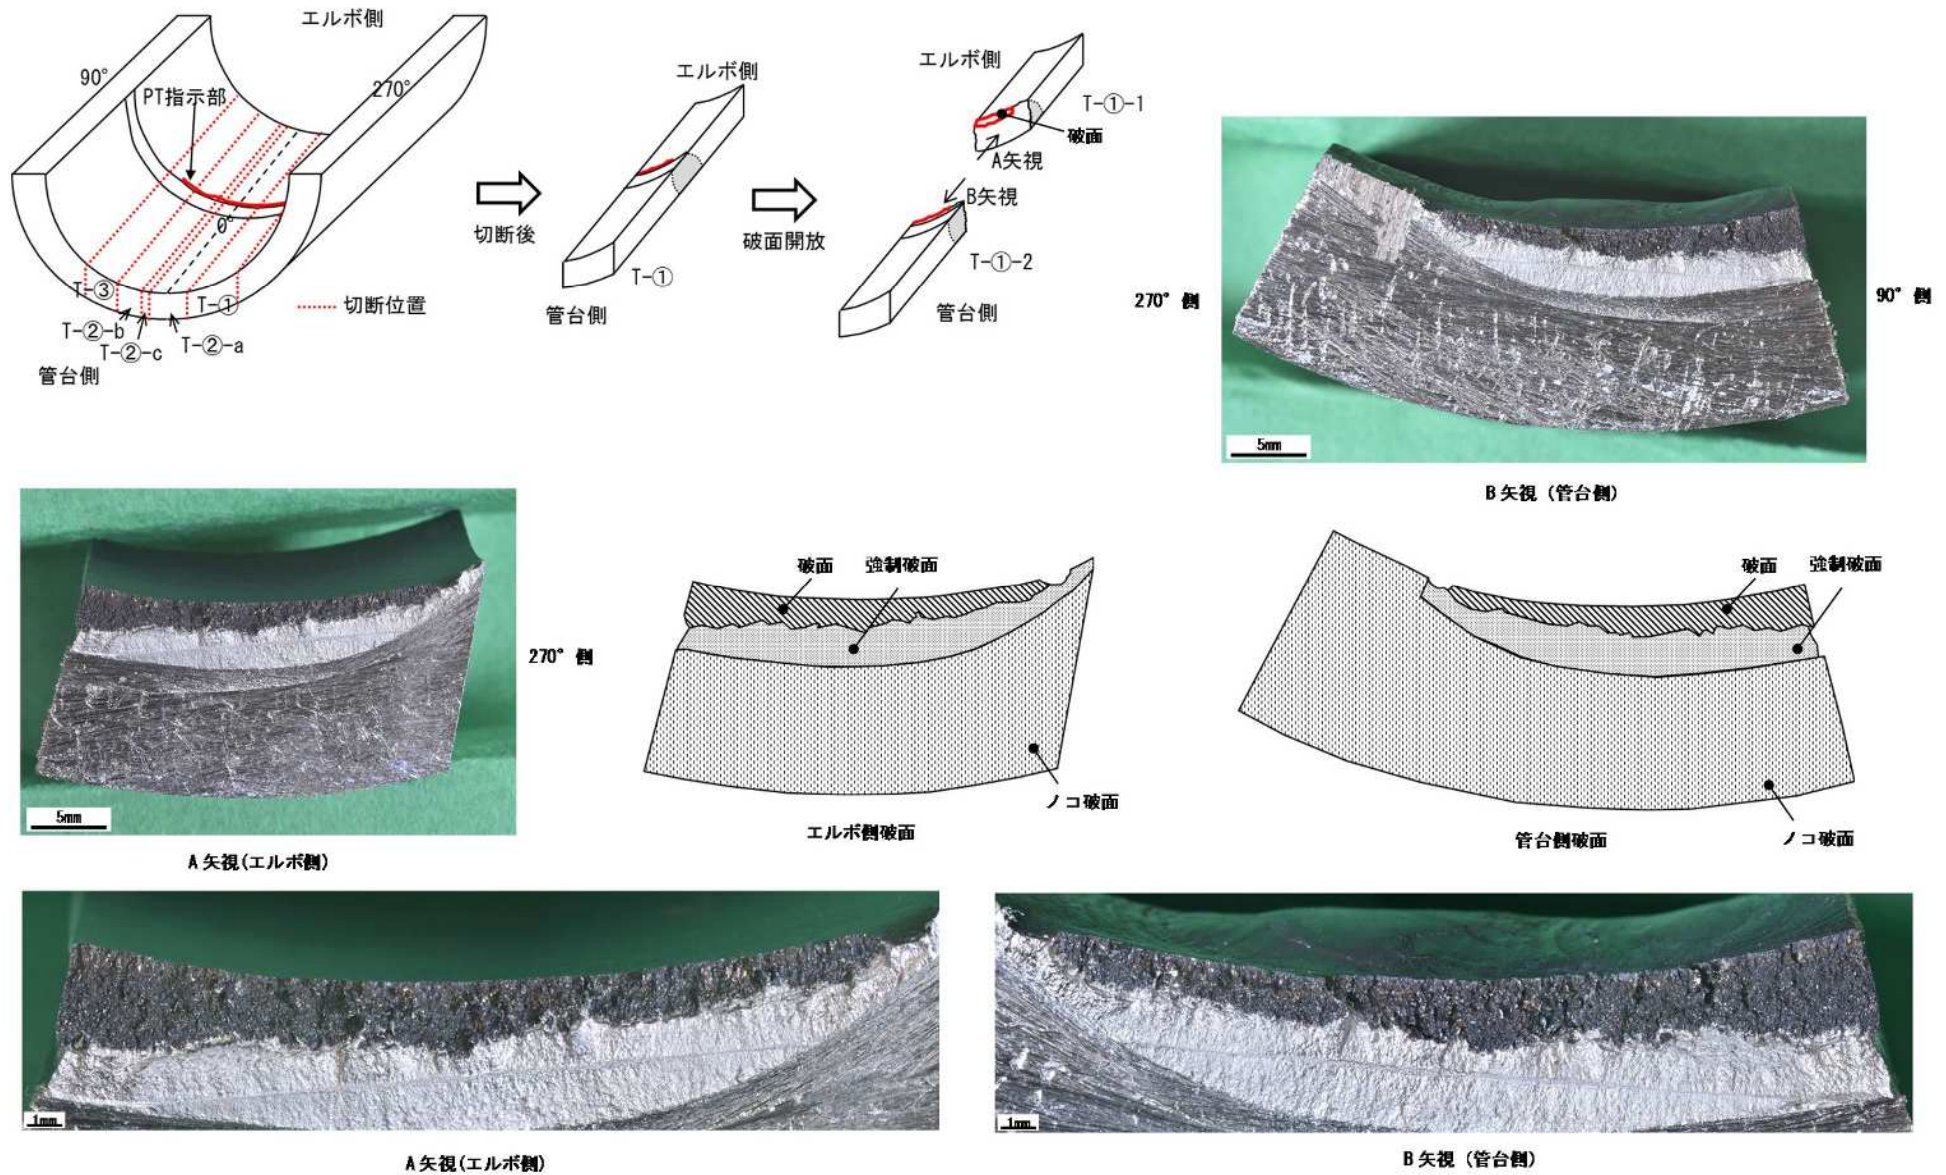 エルボ側
90°
270°
PT指示部
0°
T-③
T-①
T-②-b
T-②-c
T-②-a
管台側
切断位置
切断後
エルボ側
T-①
管台側
破面開放
エルボ側
T-①-1
破面
A矢視
B矢視
T-①-2
管台側
270° 側
90° 側
5mm
B 矢視 (管台側)
5mm
A 矢視(エルボ側)
270° 側
破面
強制破面
ノコ破面
エルボ側破面
破面
強制破面
ノコ破面
管台側破面
1mm
A 矢視(エルボ側)
1mm
B 矢視 (管台側)